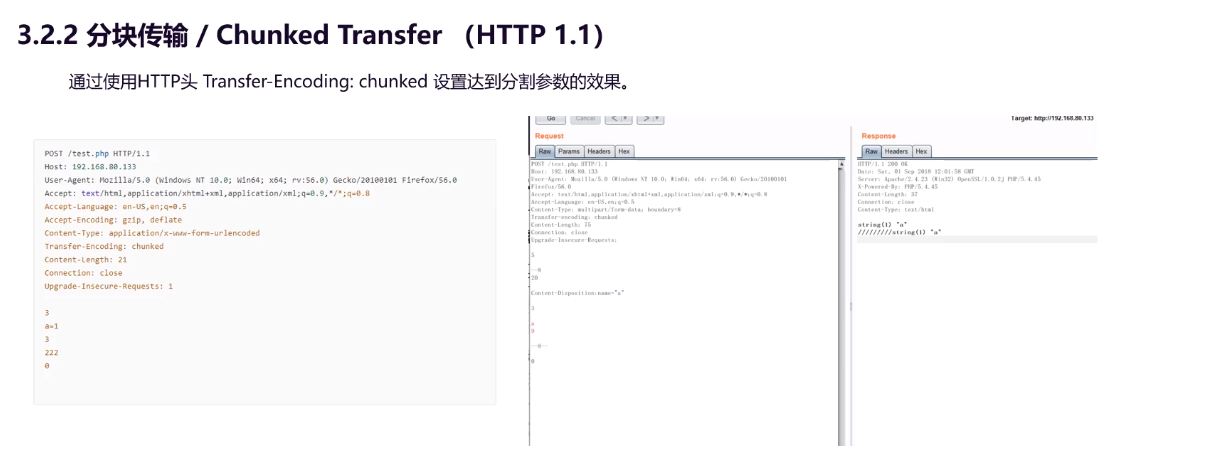 3.2.2 分块传输 / Chunked Transfer （HTTP 1.1）
通过使用HTTP头 Transfer-Encoding: chunked 设置达到分割参数的效果。
POST /test.php HTTP/1.1
Host: 192.168.80.133
User-Agent: Mozilla/5.0 (Windows NT 10.0; Win64; x64; rv:56.0) Gecko/20100101 Firefox/56.0
Accept: text/html,application/xhtml+xml,application/xml;q=0.9,*/*;q=0.8
Accept-Language: en-US,en;q=0.5
Accept-Encoding: gzip, deflate
Content-Type: application/x-www-form-urlencoded
Transfer-Encoding: chunked
Content-Length: 21
Connection: close
Upgrade-Insecure-Requests: 1
3
a=1
3
222
0
Go Cancel < >
Target: http://192.168.80.133
Request
Raw Params Headers Hex
POST /test.php HTTP/1.1
Host: 192.168.80.133
User-Agent: Mozilla/5.0 (Windows NT 10.0; Win64; x64; rv:56.0) Gecko/20100101
Firefox/56.0
Accept: text/html,application/xhtml+xml,application/xml;q=0.9,*/*;q=0.8
Accept-Language: en-US,en;q=0.5
Content-Type: multipart/form-data; boundary=
Transfer-encoding: chunked
Content-Length: 75
Connection: close
Upgrade-Insecure-Requests:
5
20
Content-Disposition:name="a"
3
a
9
0
Response
Raw Headers Hex
HTTP/1.1 200 OK
Date: Sat, 01 Sep 2018 12:01:58 GMT
Server: Apache/2.4.23 (Win32) OpenSSL/1.0.2j PHP/5.4.45
X-Powered-By: PHP/5.4.45
Content-Length: 37
Connection: close
Content-Type: text/html
string(1) "a"
/////////string(1) "a"